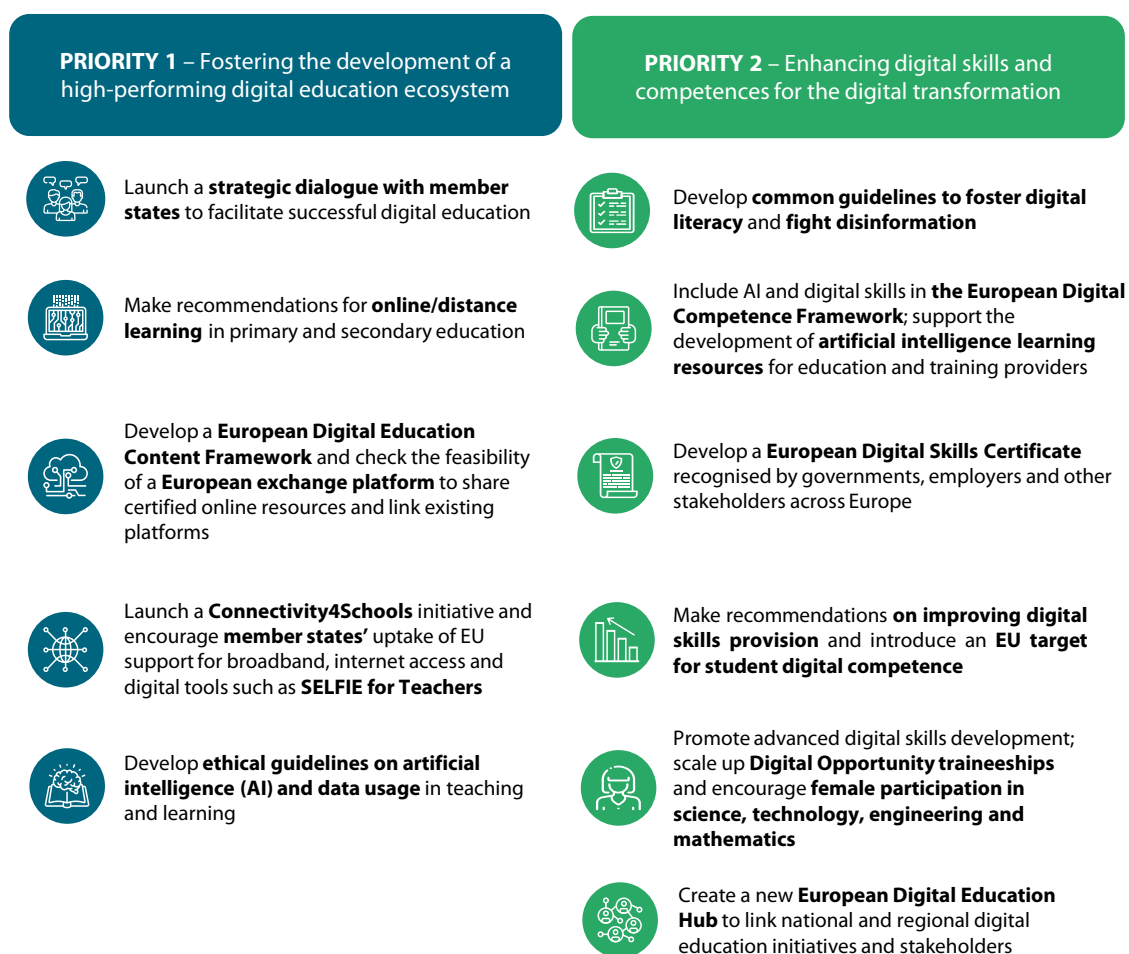 PRIORITY 1 – Fostering the development of a
high-performing digital education ecosystem
Launch a strategic dialogue with member
states to facilitate successful digital education
Make recommendations for online/distance
learning in primary and secondary education
Develop a European Digital Education
Content Framework and check the feasibility
of a European exchange platform to share
certified online resources and link existing
platforms
Launch a Connectivity4Schools initiative and
encourage member states’ uptake of EU
support for broadband, internet access and
digital tools such as SELFIE for Teachers
Develop ethical guidelines on artificial
intelligence (AI) and data usage in teaching
and learning
PRIORITY 2 – Enhancing digital skills and
competences for the digital transformation
Develop common guidelines to foster digital
literacy and fight disinformation
Include AI and digital skills in the European Digital
Competence Framework; support the
development of artificial intelligence learning
resources for education and training providers
Develop a European Digital Skills Certificate
recognised by governments, employers and other
stakeholders across Europe
Make recommendations on improving digital
skills provision and introduce an EU target
for student digital competence
Promote advanced digital skills development;
scale up Digital Opportunity traineeships
and encourage female participation in
science, technology, engineering and
mathematics
Create a new European Digital Education
Hub to link national and regional digital
education initiatives and stakeholders